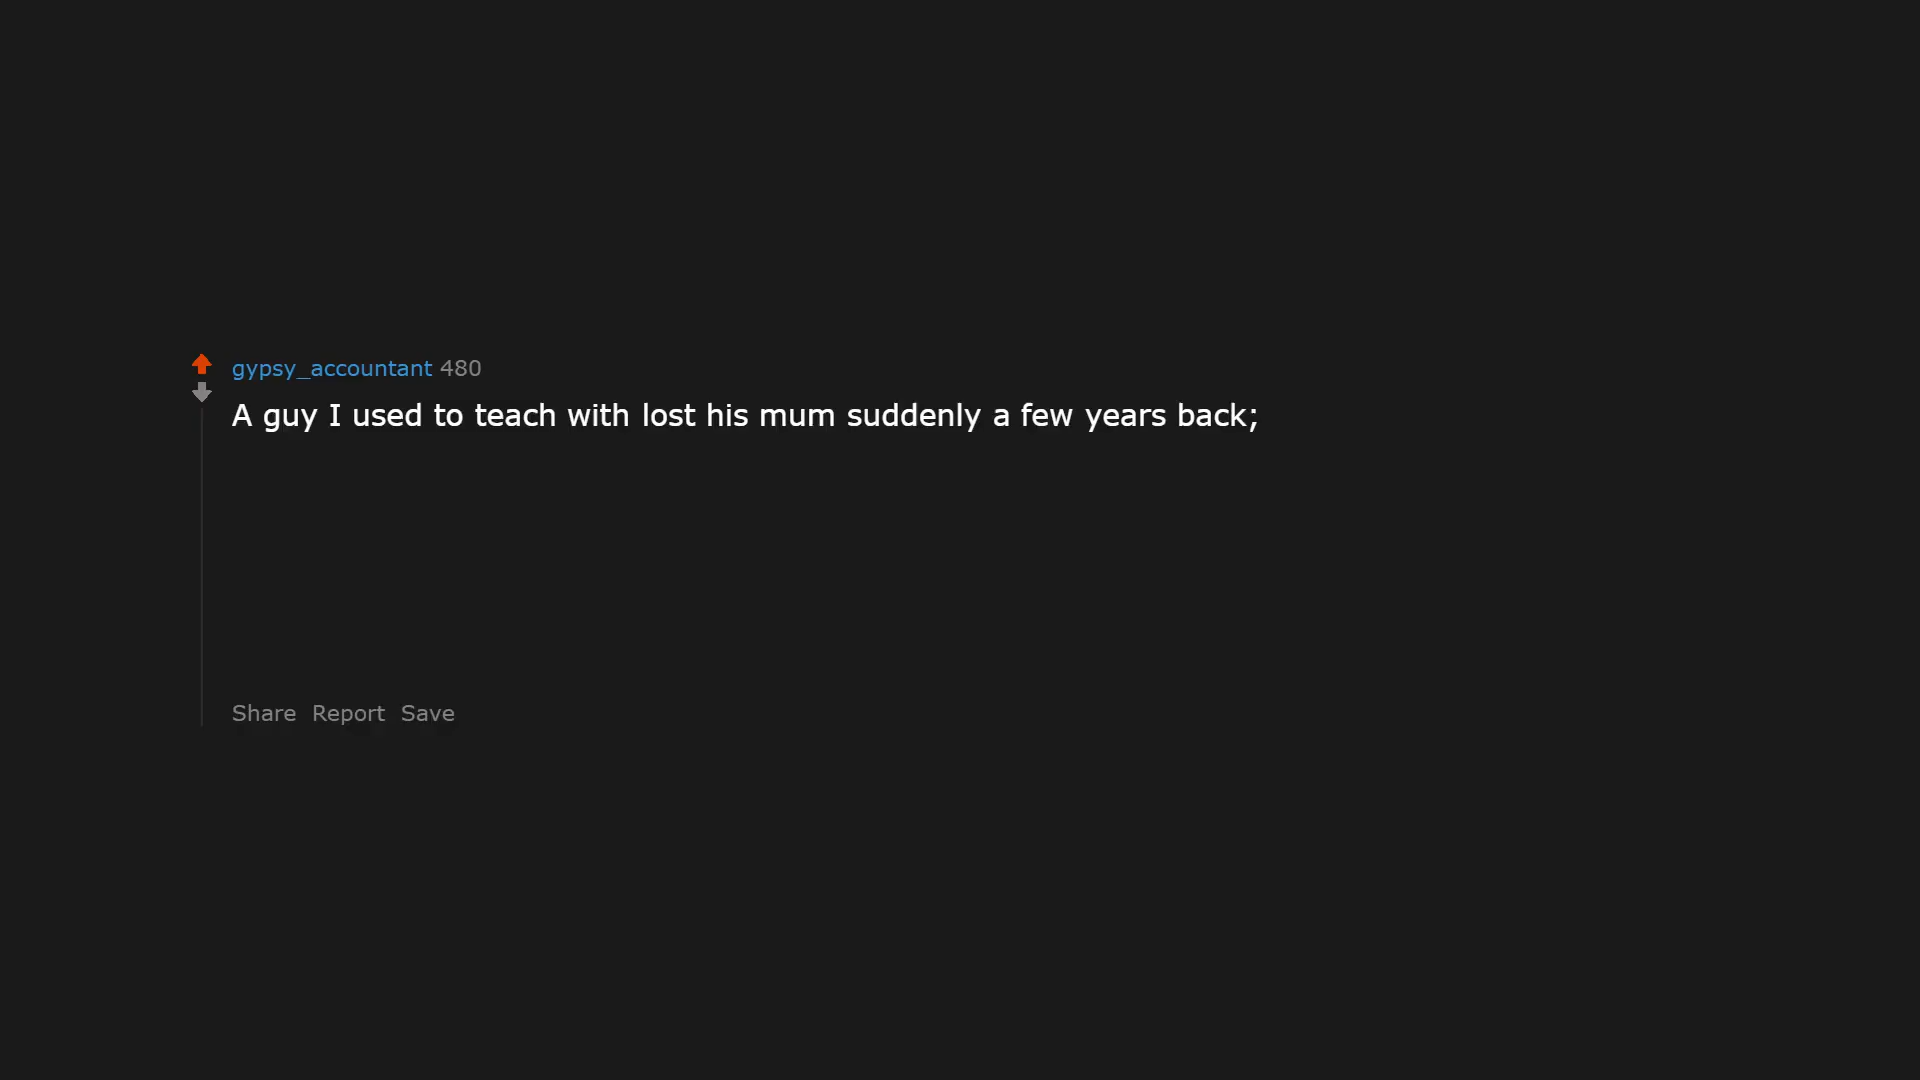 gypsy_accountant 480
A guy I used to teach with lost his mum suddenly a few years back;
Share Report Save